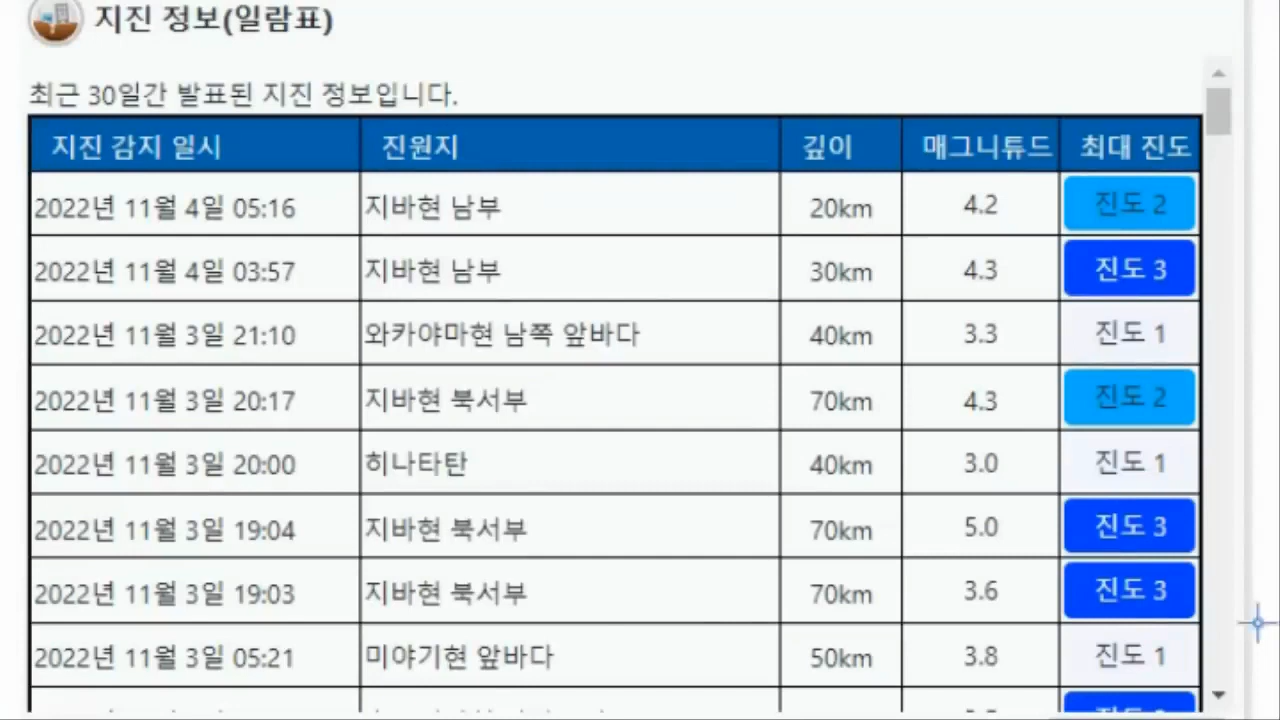 지진 정보(일람표)
최근 30일간 발표된 지진 정보입니다.
지진 감지 일시 진원지 깊이 매그니튜드 최대 진도
2022년 11월 4일 05:16 지바현 남부 20km 4.2 진도 2
2022년 11월 4일 03:57 지바현 남부 30km 4.3 진도 3
2022년 11월 3일 21:10 와카야마현 남쪽 앞바다 40km 3.3 진도 1
2022년 11월 3일 20:17 지바현 북서부 70km 4.3 진도 2
2022년 11월 3일 20:00 히나타탄 40km 3.0 진도 1
2022년 11월 3일 19:04 지바현 북서부 70km 5.0 진도 3
2022년 11월 3일 19:03 지바현 북서부 70km 3.6 진도 3
2022년 11월 3일 05:21 미야기현 앞바다 50km 3.8 진도 1